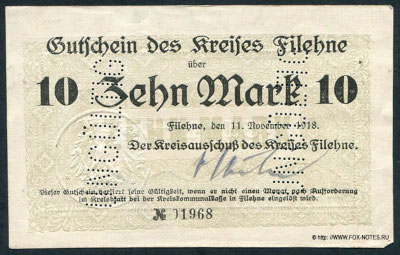 Gutschein des Kreises Filehne
über
10 Zehn Mark 10
Filehne, den 11. November 1918.
Der Kreisausschuß des Kreises Filehne.
Dieser Gutschein verliert seine Gültigkeit, wenn er nicht einen Monat nach Aufforderung
im Kreisblatt bei der Kreiskommunalkasse in Filehne eingelöst wird.
№ 01968
WWW.FOX-NOTES.RU